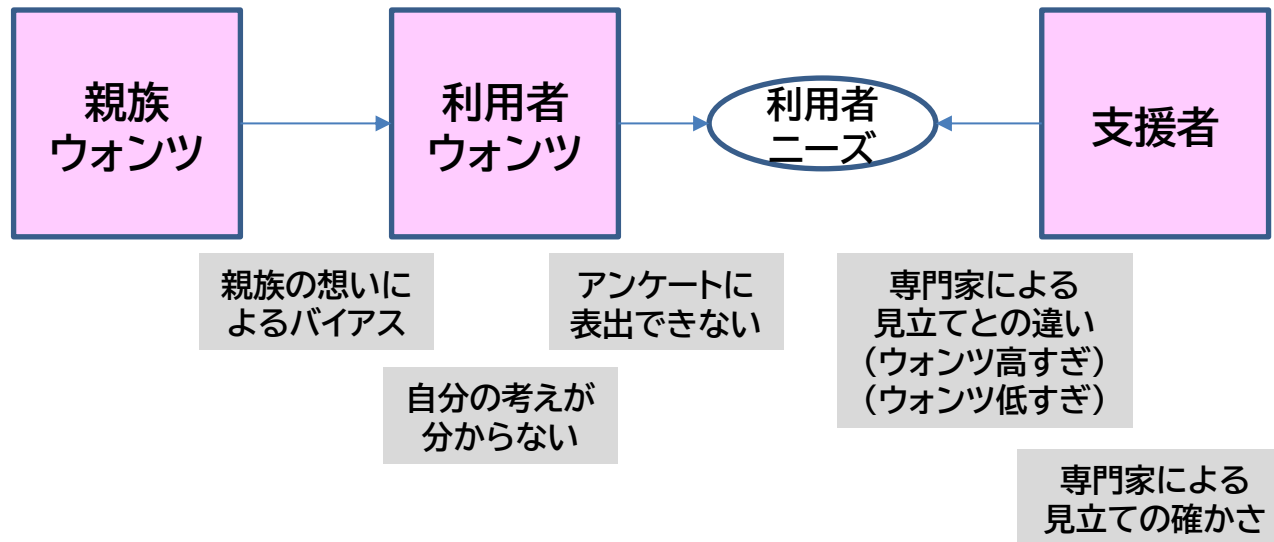 親族
ウォンツ
利用者
ウォンツ
利用者
ニーズ
支援者
親族の想いに
よるバイアス
アンケートに
表出できない
専門家による
見立てとの違い
(ウォンツ高すぎ)
(ウォンツ低すぎ)
自分の考えが
分からない
専門家による
見立ての確かさ